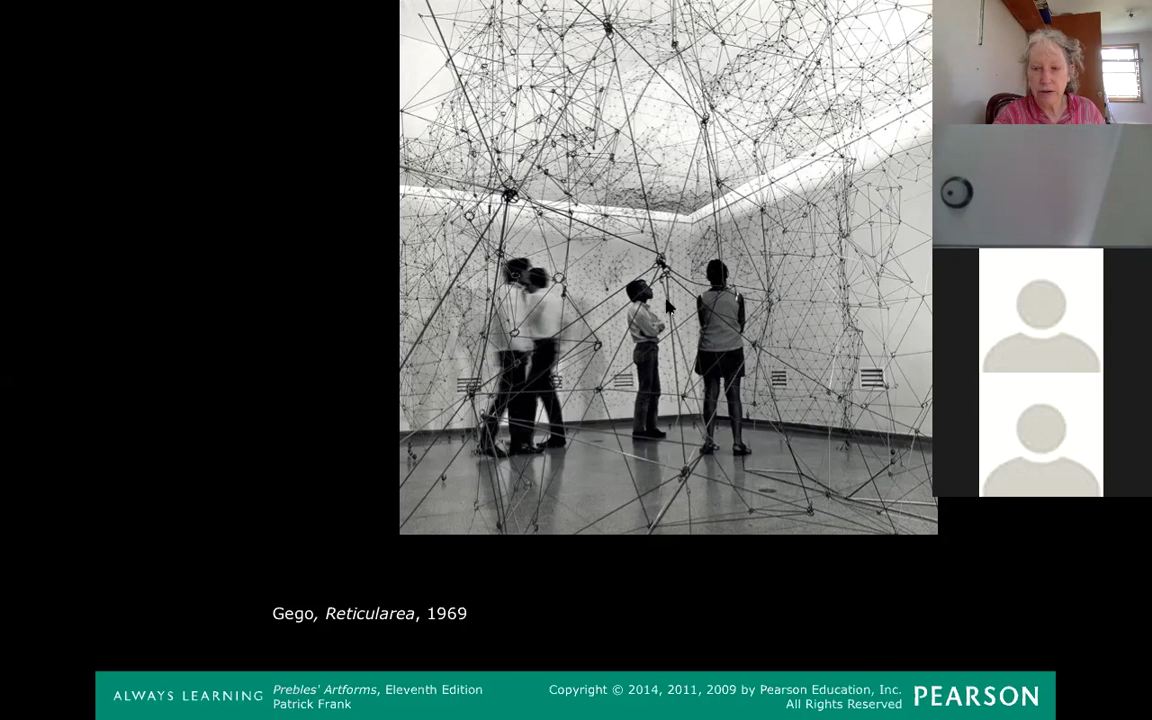 Gego, Reticularea, 1969
ALWAYS LEARNING
Prebles' Artforms, Eleventh Edition
Patrick Frank
Copyright © 2014, 2011, 2009 by Pearson Education, Inc.
All Rights Reserved
PEARSON